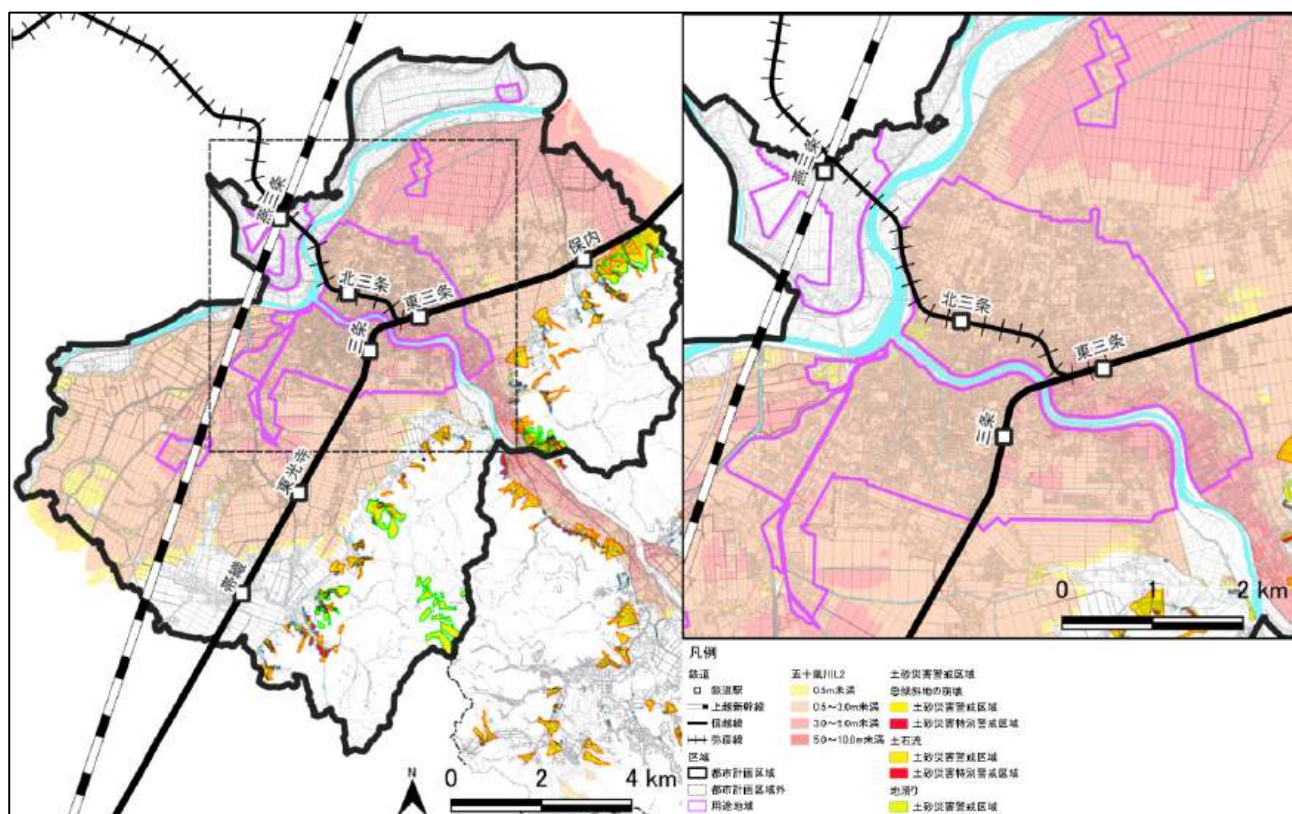 燕三条
北三条
東三条
三条
保内
東光寺
帯織
N
0 2 4 km
燕三条
北三条
東三条
三条
0 1 2 km
凡例
鉄道
鉄道駅
上越新幹線
信越線
弥彦線
区域
都市計画区域
都市計画区域外
用途地域
五十嵐川L2
0.5m未満
0.5～3.0m未満
3.0～5.0m未満
5.0～10.0m未満
土砂災害警戒区域
急傾斜地の崩壊
土砂災害警戒区域
土砂災害特別警戒区域
土石流
土砂災害警戒区域
土砂災害特別警戒区域
地滑り
土砂災害警戒区域